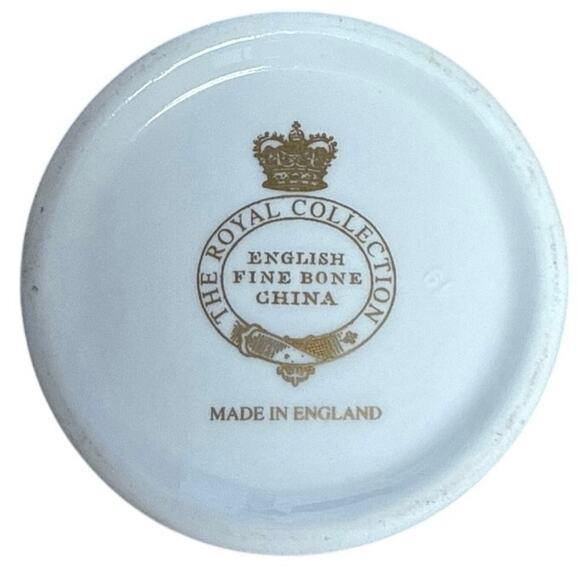 THE ROYAL COLLECTION
ENGLISH
FINE BONE
CHINA
MADE IN ENGLAND